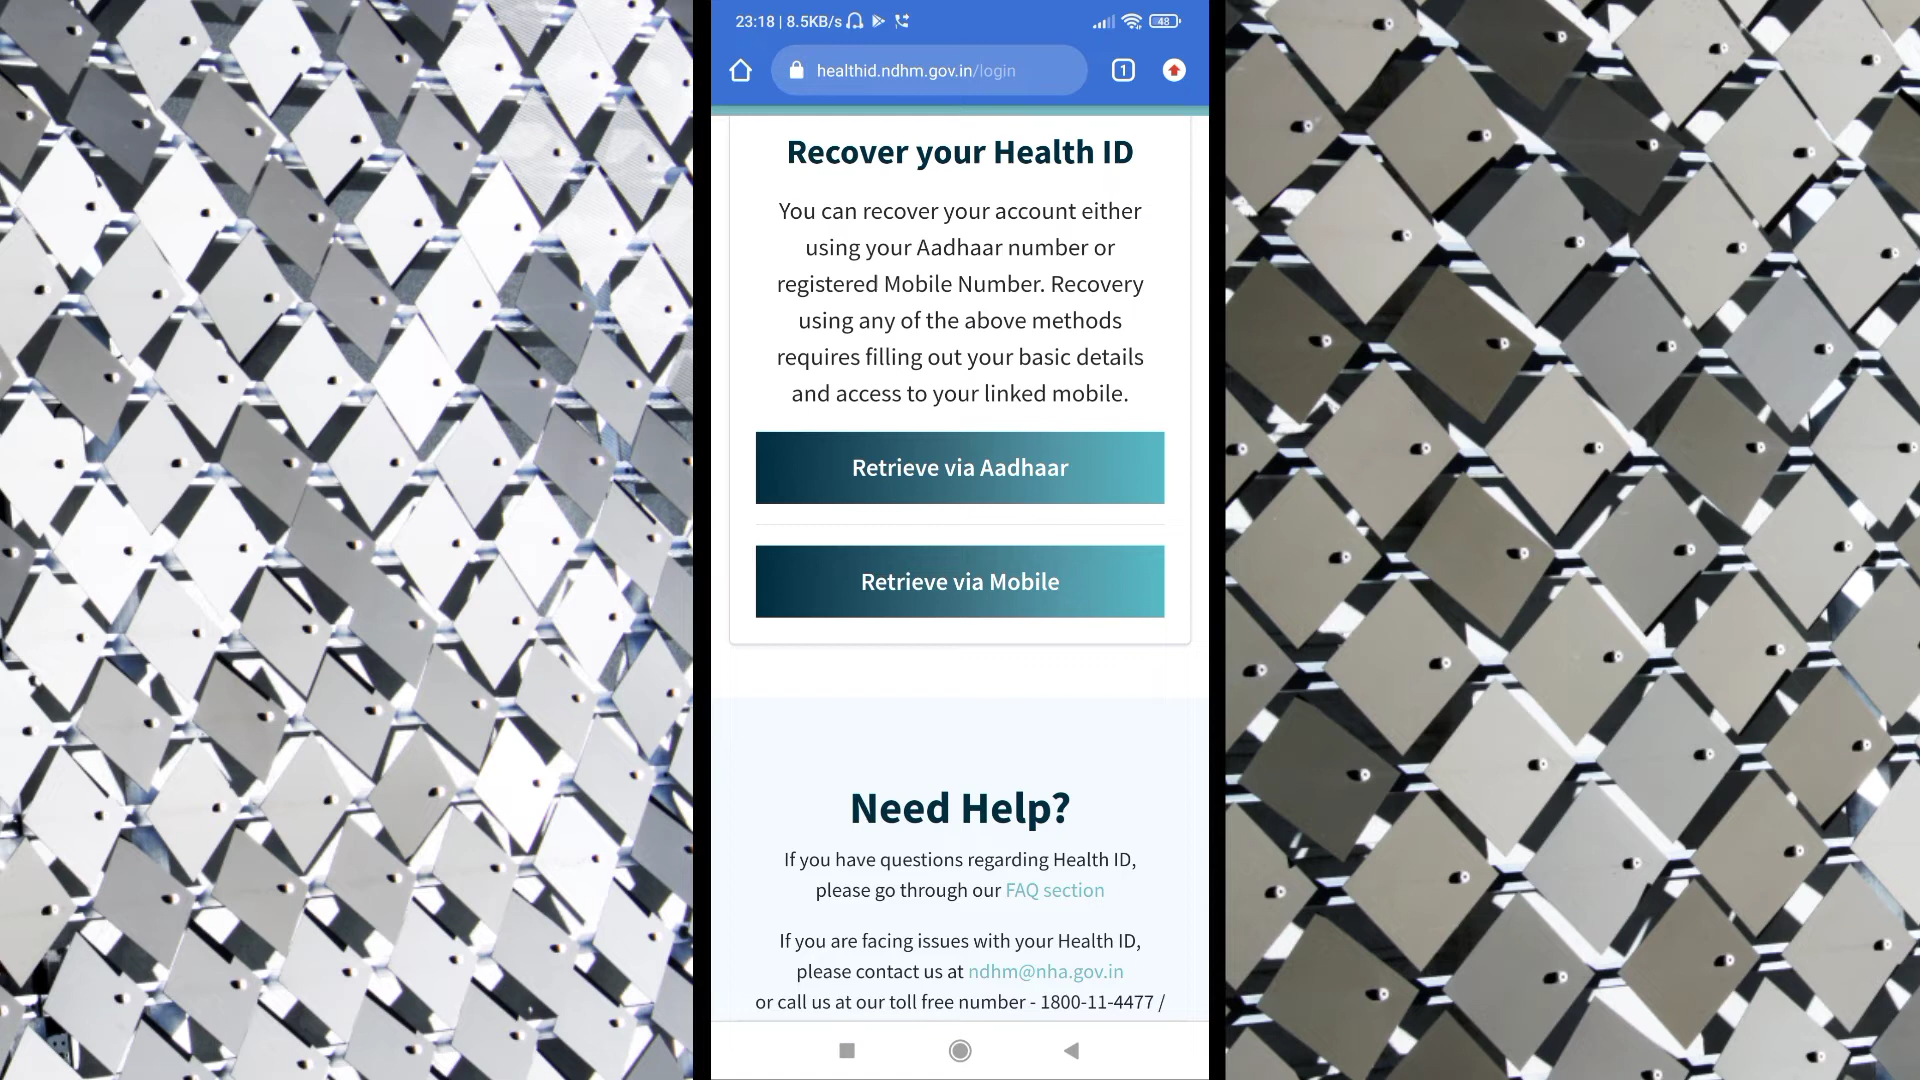 23:18 | 8.5KB/s
48
healthid.ndhm.gov.in/login
1
Recover your Health ID
You can recover your account either
using your Aadhaar number or
registered Mobile Number. Recovery
using any of the above methods
requires filling out your basic details
and access to your linked mobile.
Retrieve via Aadhaar
Retrieve via Mobile
Need Help?
If you have questions regarding Health ID,
please go through our FAQ section
If you are facing issues with your Health ID,
please contact us at ndhm@nha.gov.in
or call us at our toll free number - 1800-11-4477 /